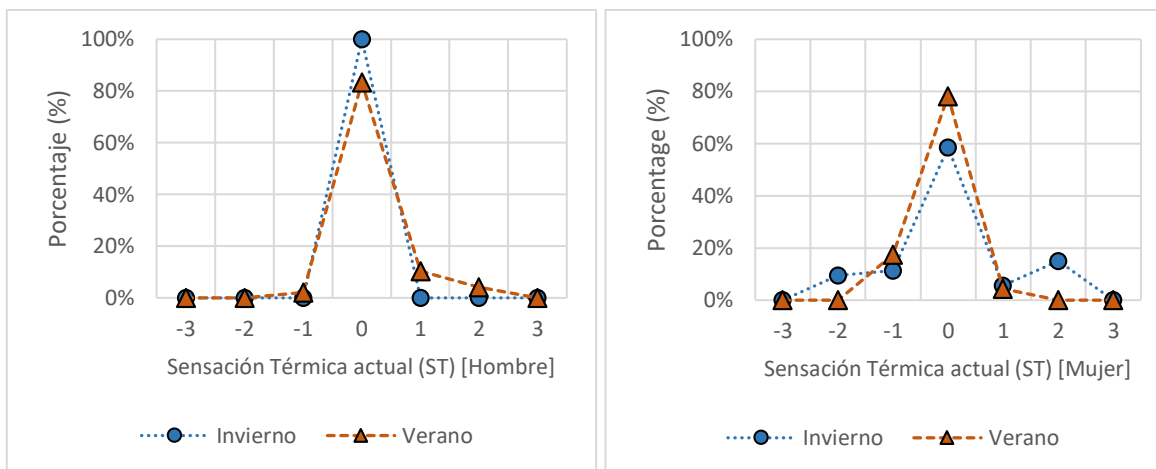 100%
80%
60%
40%
20%
0%
Porcentaje (%)
-3 -2 -1 0 1 2 3
Sensación Térmica actual (ST) [Hombre]
Invierno Verano
100%
80%
60%
40%
20%
0%
Porcentage (%)
-3 -2 -1 0 1 2 3
Sensación Térmica actual (ST) [Mujer]
Invierno Verano